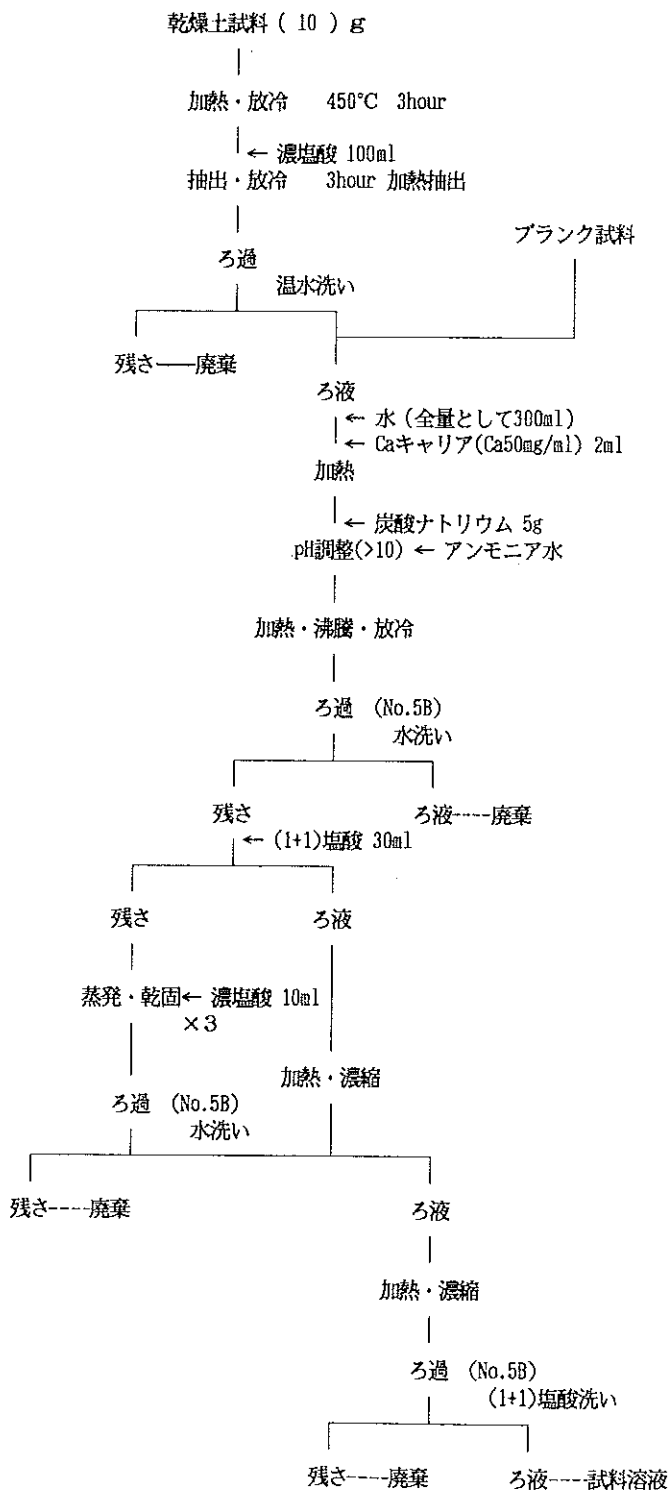 乾燥土試料 ( 10 ) g
加熱・放冷 450℃ 3hour
← 濃塩酸 100ml
抽出・放冷 3hour 加熱抽出
ブランク試料
ろ過
温水洗い
残さ――廃棄
ろ液
← 水 (全量として300ml)
← Caキャリア(Ca50mg/ml) 2ml
加熱
← 炭酸ナトリウム 5g
pH調整(>10) ← アンモニア水
加熱・沸騰・放冷
ろ過 (No.5B)
水洗い
残さ ろ液----廃棄
← (1+1)塩酸 30ml
残さ ろ液
蒸発・乾固← 濃塩酸 10ml
×3
加熱・濃縮
ろ過 (No.5B)
水洗い
残さ----廃棄 ろ液
加熱・濃縮
ろ過 (No.5B)
(1+1)塩酸洗い
残さ----廃棄 ろ液----試料溶液